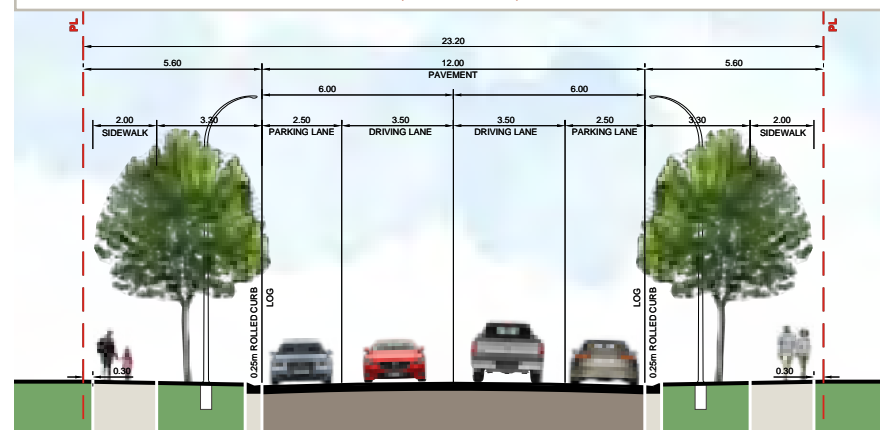 PL
PL
23.20
5.60
12.00
5.60
PAVEMENT
6.00
6.00
2.00
3.30
2.50
3.50
3.50
2.50
3.30
2.00
SIDEWALK
PARKING LANE
DRIVING LANE
DRIVING LANE
PARKING LANE
SIDEWALK
0.25m ROLLED CURB
LOG
LOG
0.25m ROLLED CURB
0.30
0.30